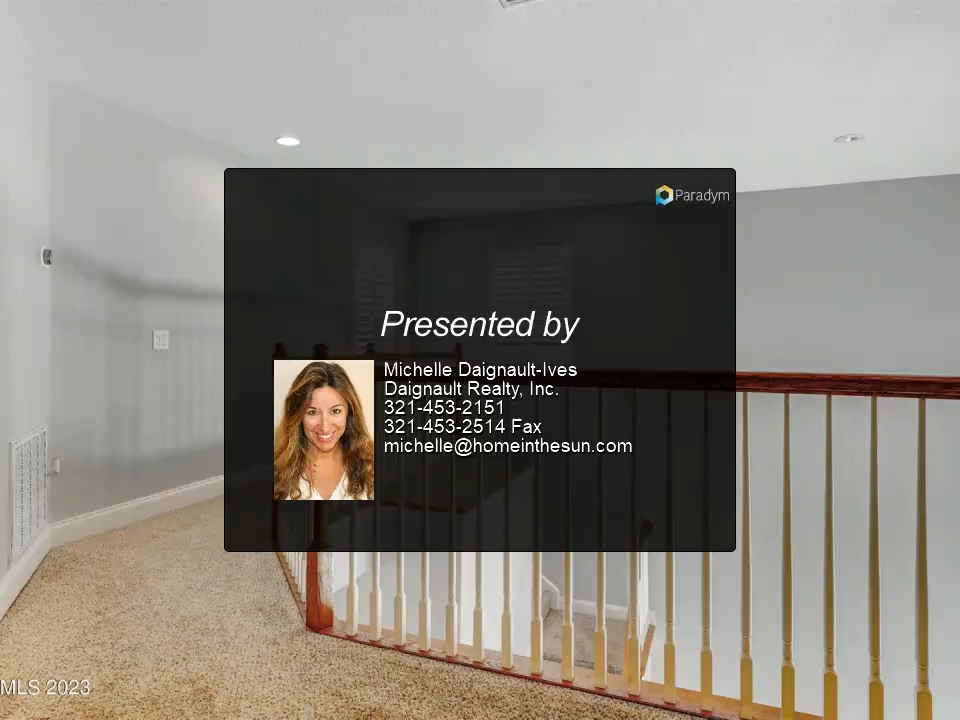 Paradym
Presented by
Michelle Daignault-Ives
Daignault Realty, Inc.
321-453-2151
321-453-2514 Fax
michelle@homeinthesun.com
MLS 2023